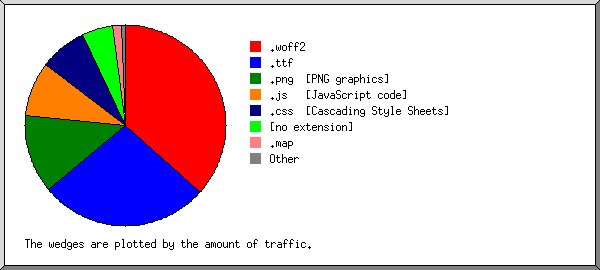 .woff2
.ttf
.png  [PNG graphics]
.js   [JavaScript code]
.css  [Cascading Style Sheets]
[no extension]
.map
Other
The wedges are plotted by the amount of traffic.